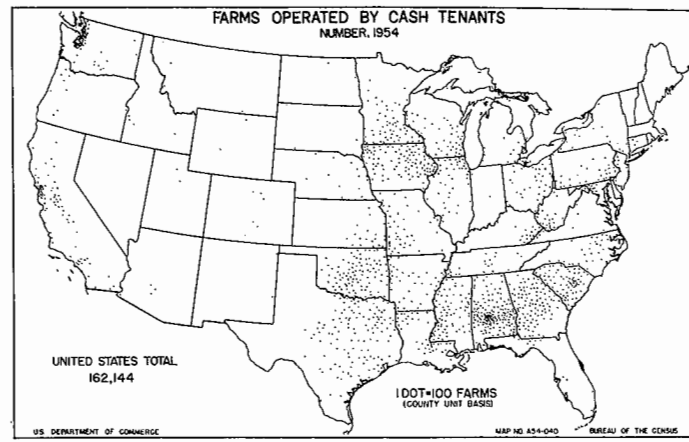 FARMS OPERATED BY CASH TENANTS
NUMBER, 1954
UNITED STATES TOTAL
162,144
1 DOT=100 FARMS
(COUNTY UNIT BASIS)
U.S. DEPARTMENT OF COMMERCE
MAP NO. A54-040
BUREAU OF THE CENSUS